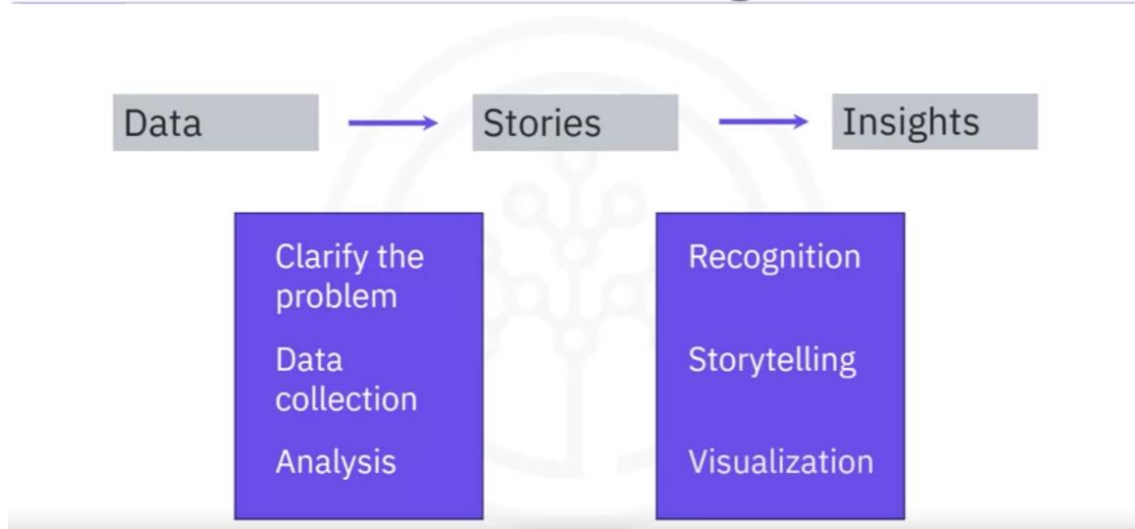 Data
Stories
Insights
Clarify the
problem
Data
collection
Analysis
Recognition
Storytelling
Visualization